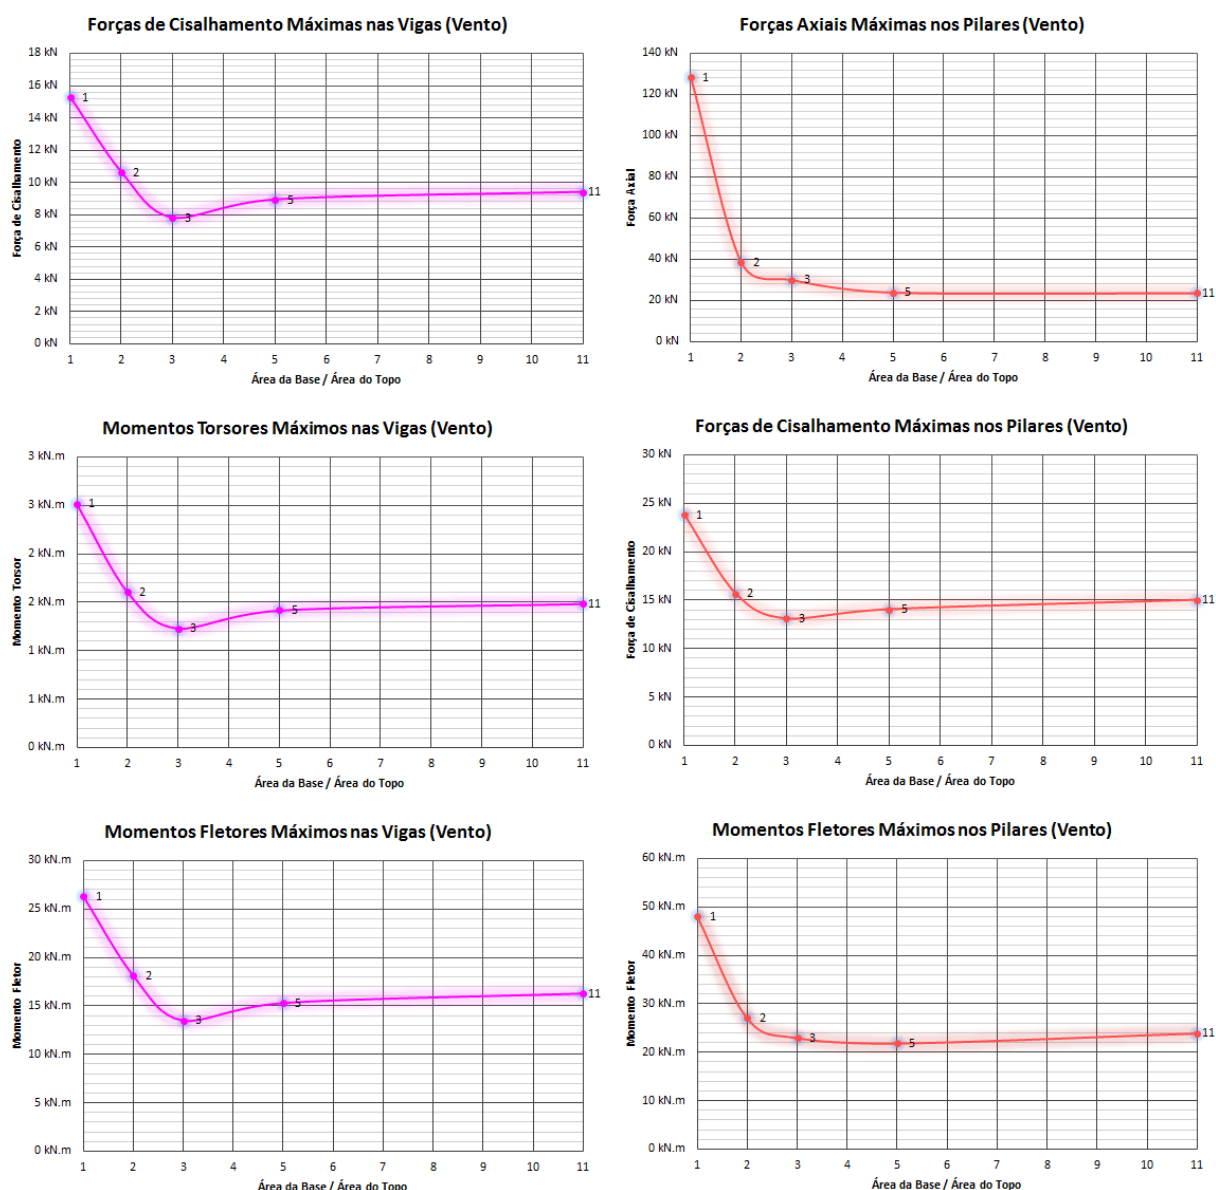 Forças de Cisalhamento Máximas nas Vigas (Vento)
18 kN
16 kN
14 kN
12 kN
10 kN
8 kN
6 kN
4 kN
2 kN
0 kN
Força de Cisalhamento
1
2
3
5
11
1 2 3 4 5 6 7 8 9 10 11
Área da Base / Área do Topo
Forças Axiais Máximas nos Pilares (Vento)
140 kN
120 kN
100 kN
80 kN
60 kN
40 kN
20 kN
0 kN
Força Axial
1
2
3
5
11
1 2 3 4 5 6 7 8 9 10 11
Área da Base / Área do Topo
Momentos Torsores Máximos nas Vigas (Vento)
3 kN.m
3 kN.m
2 kN.m
2 kN.m
1 kN.m
1 kN.m
0 kN.m
Momento Torsor
1
2
3
5
11
1 2 3 4 5 6 7 8 9 10 11
Área da Base / Área do Topo
Forças de Cisalhamento Máximas nos Pilares (Vento)
30 kN
25 kN
20 kN
15 kN
10 kN
5 kN
0 kN
Força de Cisalhamento
1
2
3
5
11
1 2 3 4 5 6 7 8 9 10 11
Área da Base / Área do Topo
Momentos Fletores Máximos nas Vigas (Vento)
30 kN.m
25 kN.m
20 kN.m
15 kN.m
10 kN.m
5 kN.m
0 kN.m
Momento Fletor
1
2
3
5
11
1 2 3 4 5 6 7 8 9 10 11
Área da Base / Área do Topo
Momentos Fletores Máximos nos Pilares (Vento)
60 kN.m
50 kN.m
40 kN.m
30 kN.m
20 kN.m
10 kN.m
0 kN.m
Momento Fletor
1
2
3
5
11
1 2 3 4 5 6 7 8 9 10 11
Área da Base / Área do Topo